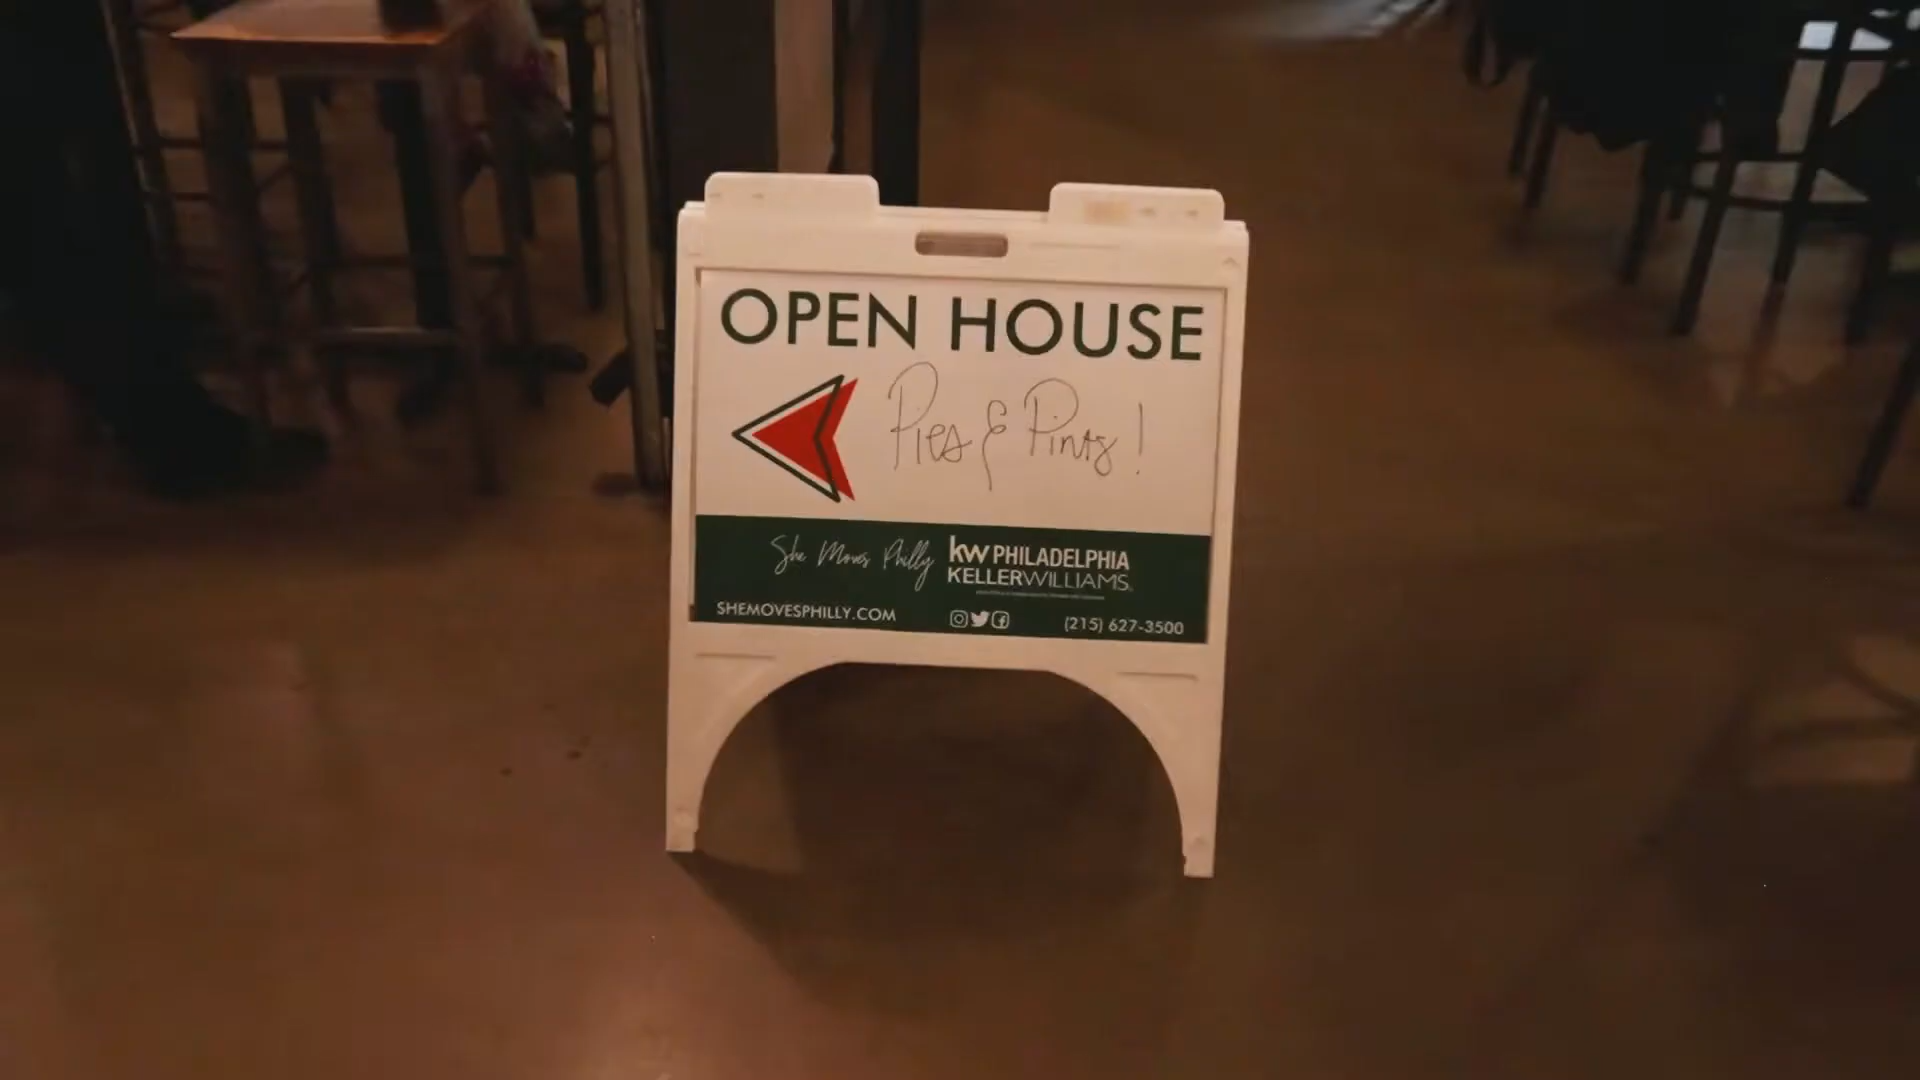 OPEN HOUSE
Pies & Pints!
She Moves Philly
kw PHILADELPHIA
KELLERWILLIAMS.
SHEMOVESPHILLY.COM
(215) 627-3500